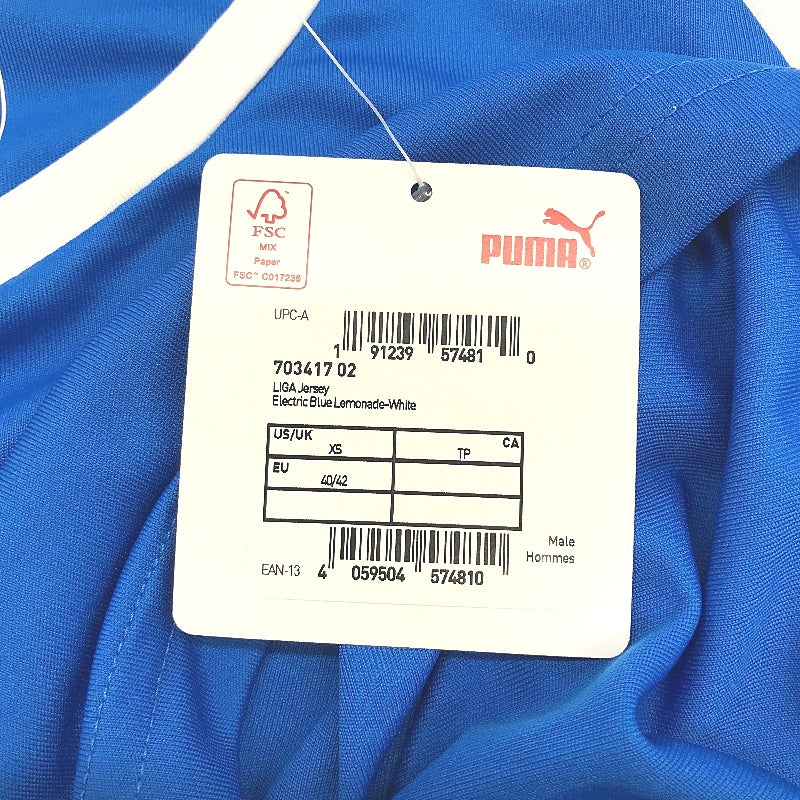 FSC
MIX
Paper
FSC™ C017236
PUMA®
UPC-A
1 91239 57481 0
703417 02
LIGA Jersey
Electric Blue Lemonade-White
US/UK
XS
CA
TP
EU
40/42
Male
Hommes
EAN-13 4 059504 574810